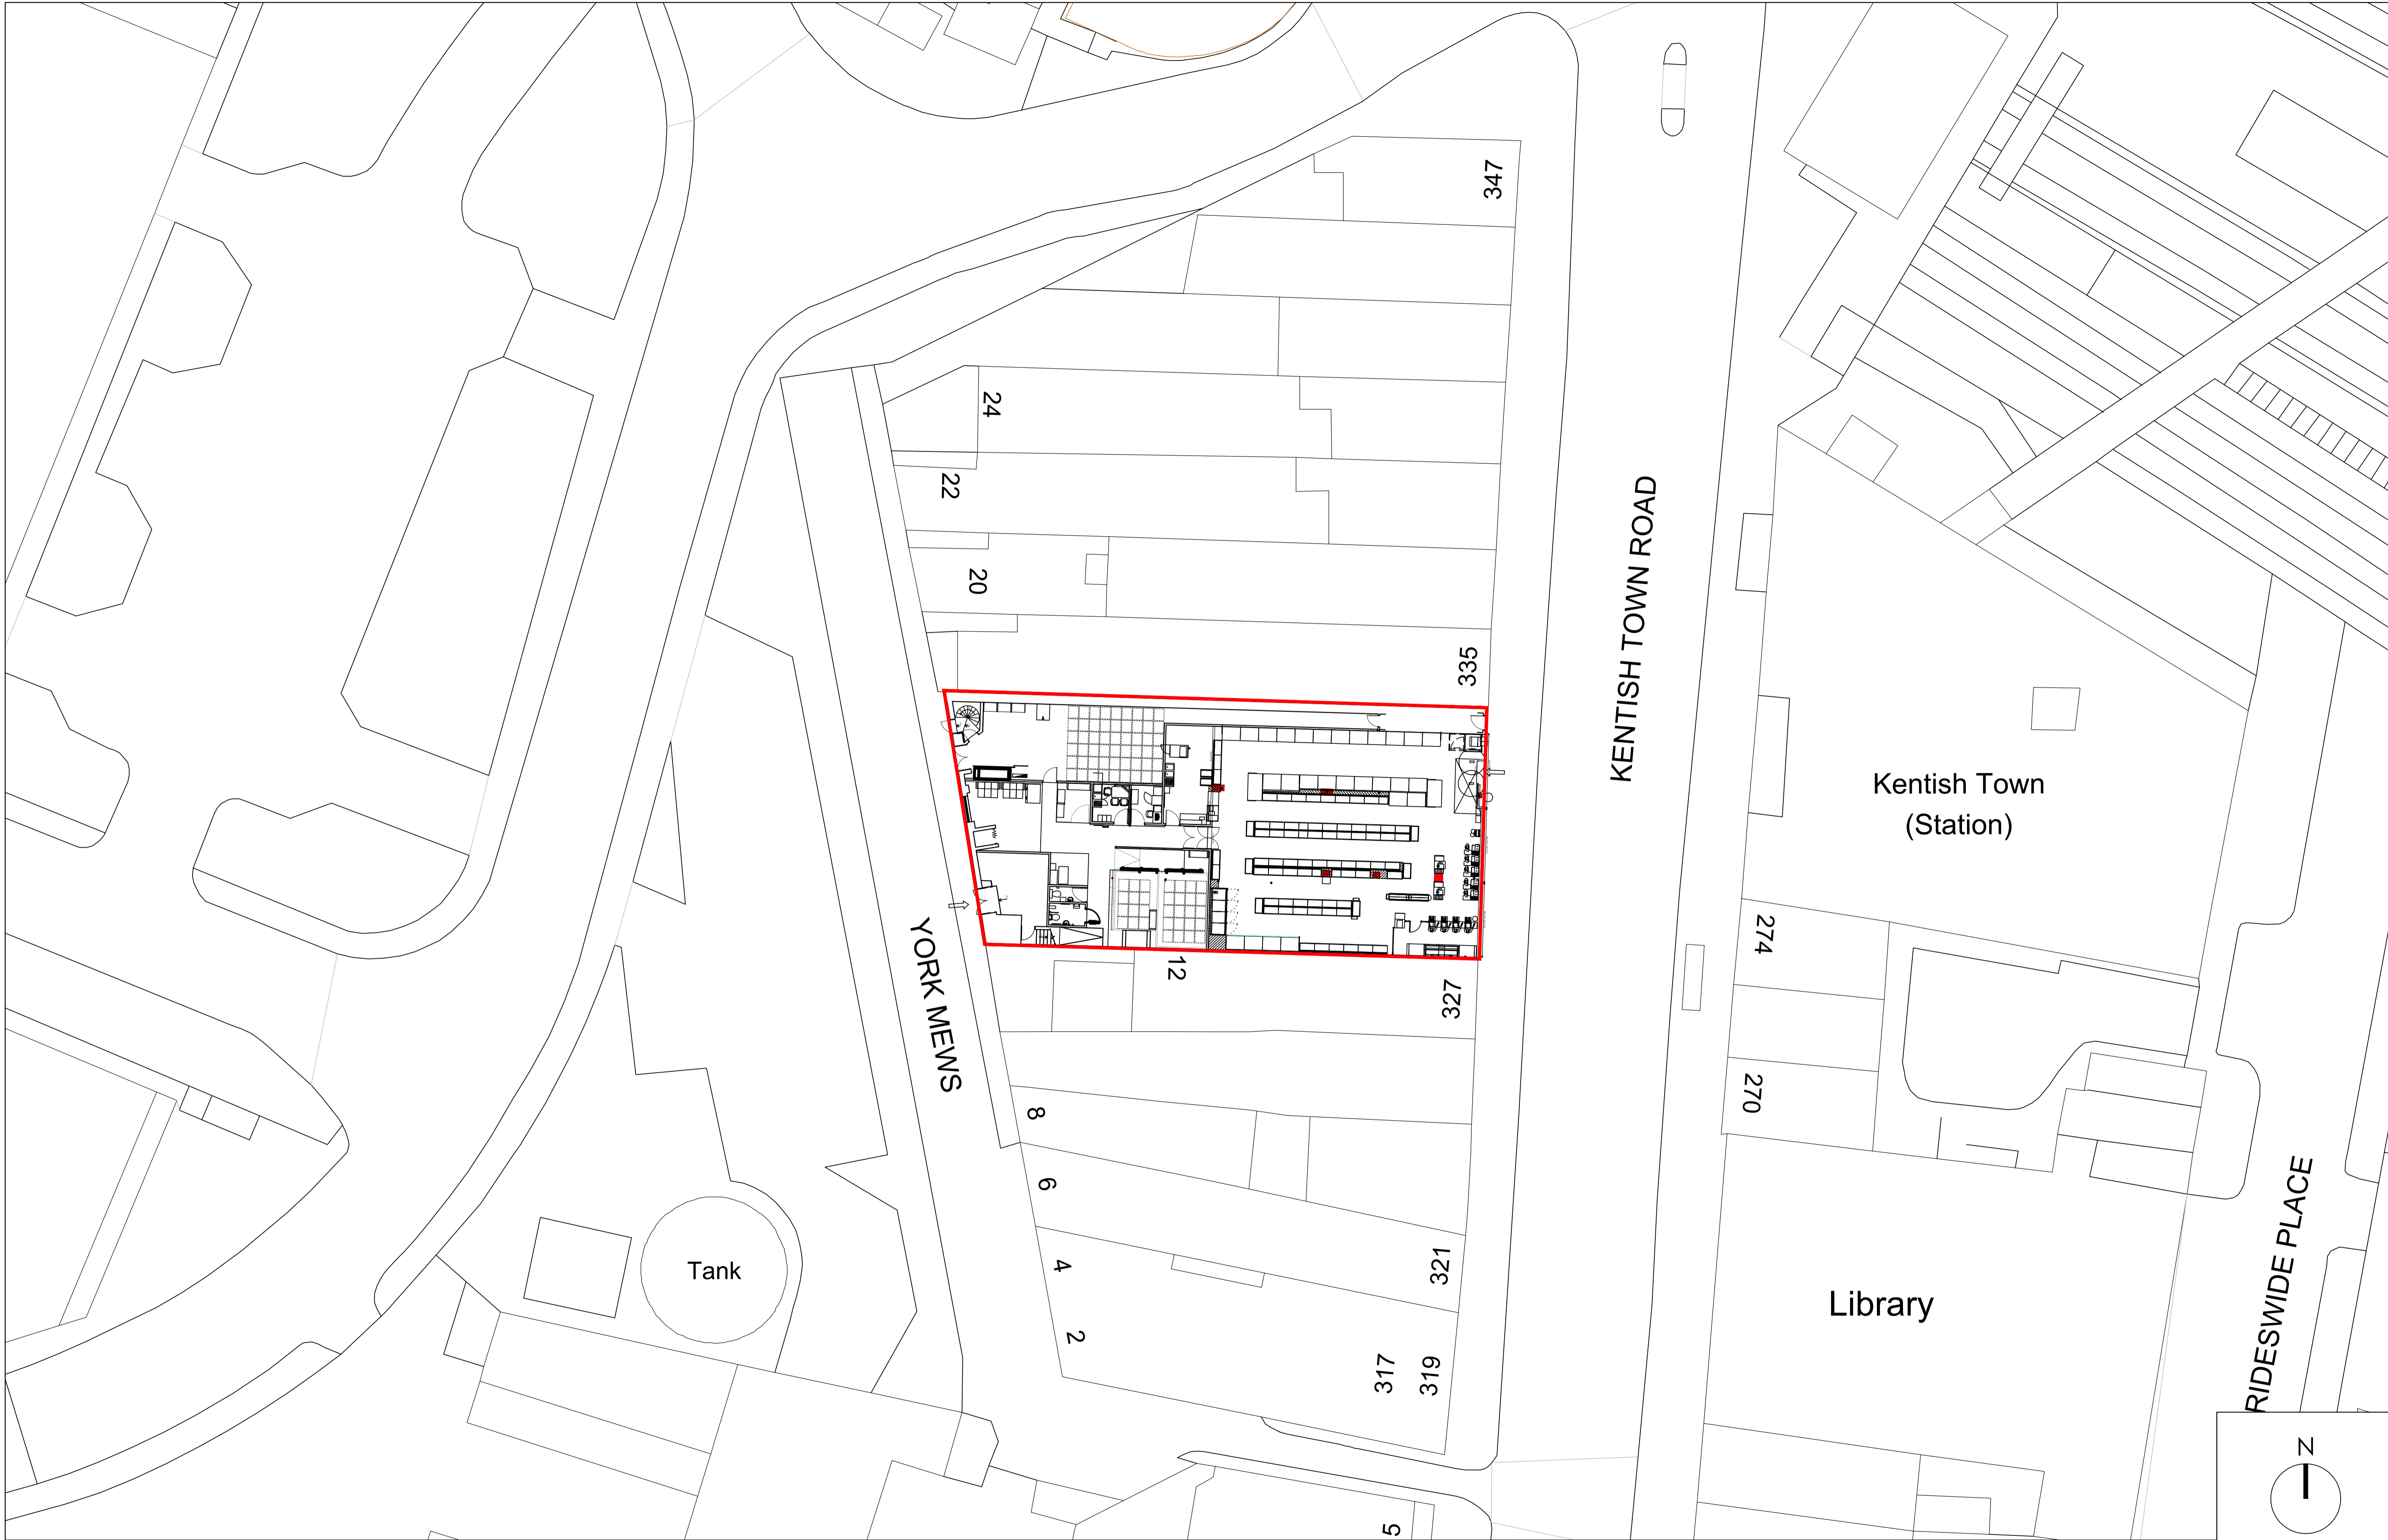 347
24
22
KENTISH TOWN ROAD
20
335
Kentish Town
(Station)
274
12
327
YORK MEWS
270
8
6
RIDESWIDE PLACE
321
4
Tank
Library
2
317
319
N
5